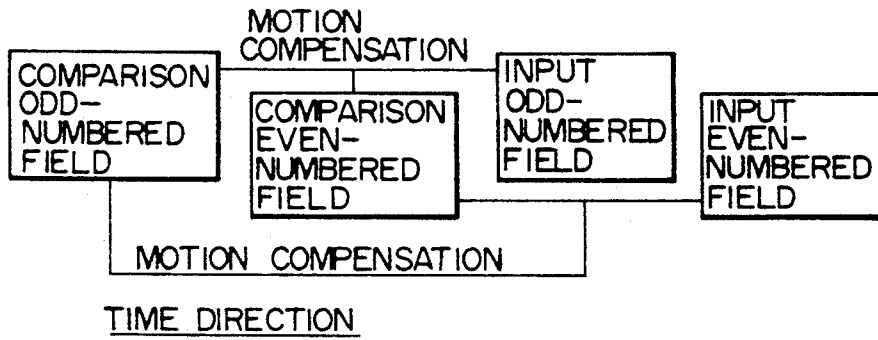 MOTION
COMPENSATION
COMPARISON
ODD-
NUMBERED
FIELD
COMPARISON
EVEN-
NUMBERED
FIELD
INPUT
ODD-
NUMBERED
FIELD
INPUT
EVEN-
NUMBERED
FIELD
MOTION COMPENSATION
TIME DIRECTION